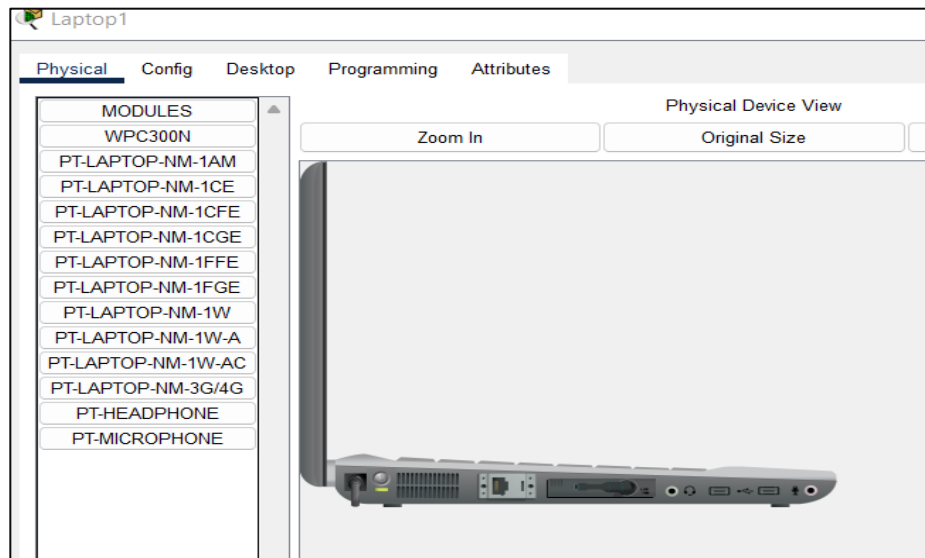 Laptop1
Physical Config Desktop Programming Attributes
MODULES
WPC300N
PT-LAPTOP-NM-1AM
PT-LAPTOP-NM-1CE
PT-LAPTOP-NM-1CFE
PT-LAPTOP-NM-1CGE
PT-LAPTOP-NM-1FFE
PT-LAPTOP-NM-1FGE
PT-LAPTOP-NM-1W
PT-LAPTOP-NM-1W-A
PT-LAPTOP-NM-1W-AC
PT-LAPTOP-NM-3G/4G
PT-HEADPHONE
PT-MICROPHONE
Physical Device View
Zoom In Original Size